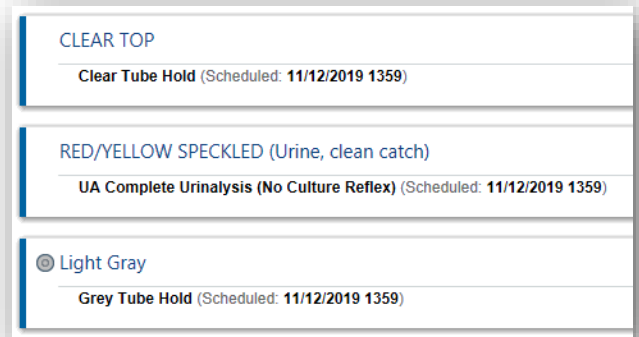 CLEAR TOP
Clear Tube Hold (Scheduled: 11/12/2019 1359)
RED/YELLOW SPECKLED (Urine, clean catch)
UA Complete Urinalysis (No Culture Reflex) (Scheduled: 11/12/2019 1359)
Light Gray
Grey Tube Hold (Scheduled: 11/12/2019 1359)